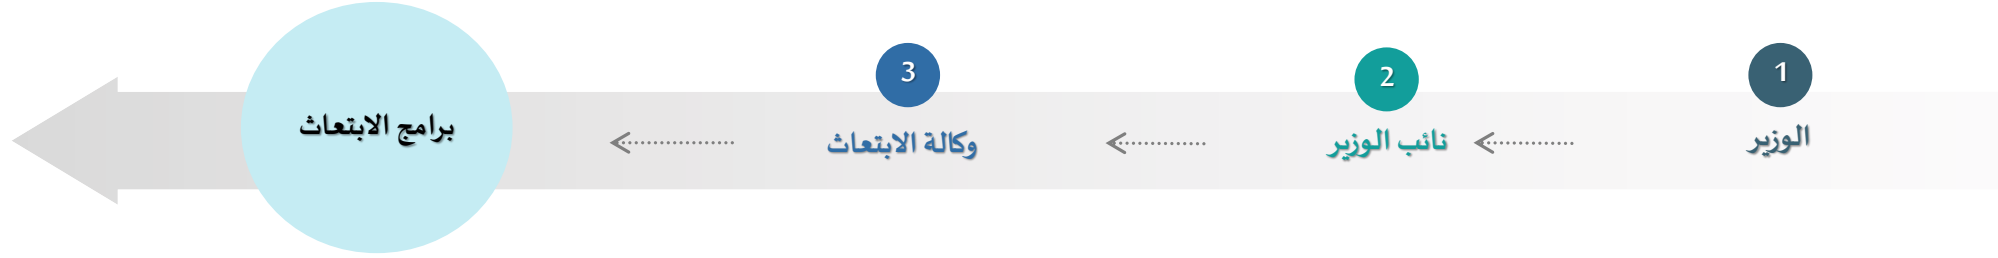 1
الوزير
2
نائب الوزير
3
وكالة الابتعاث
برامج الابتعاث